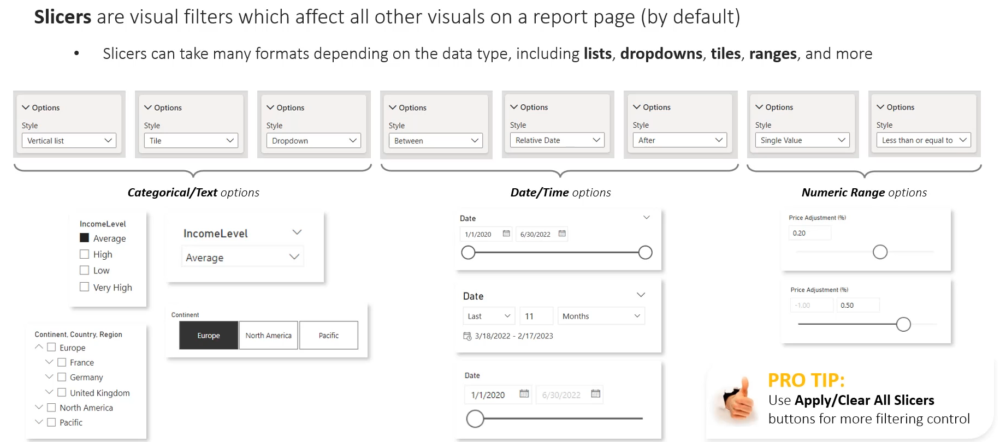 Slicers are visual filters which affect all other visuals on a report page (by default)
• Slicers can take many formats depending on the data type, including lists, dropdowns, tiles, ranges, and more
Options
Style
Vertical list
Options
Style
Tile
Options
Style
Dropdown
Options
Style
Between
Options
Style
Relative Date
Options
Style
After
Options
Style
Single Value
Options
Style
Less than or equal to
Categorical/Text options
Date/Time options
Numeric Range options
IncomeLevel
Average
High
Low
Very High
IncomeLevel
Average
Continent
Europe
North America
Pacific
Continent, Country, Region
Europe
France
Germany
United Kingdom
North America
Pacific
Date
1/1/2020
6/30/2022
Date
Last
11
Months
3/18/2022 - 2/17/2023
Date
1/1/2020
6/30/2022
Price Adjustment (%)
0.20
Price Adjustment (%)
-1.00
0.50
PRO TIP:
Use Apply/Clear All Slicers
buttons for more filtering control